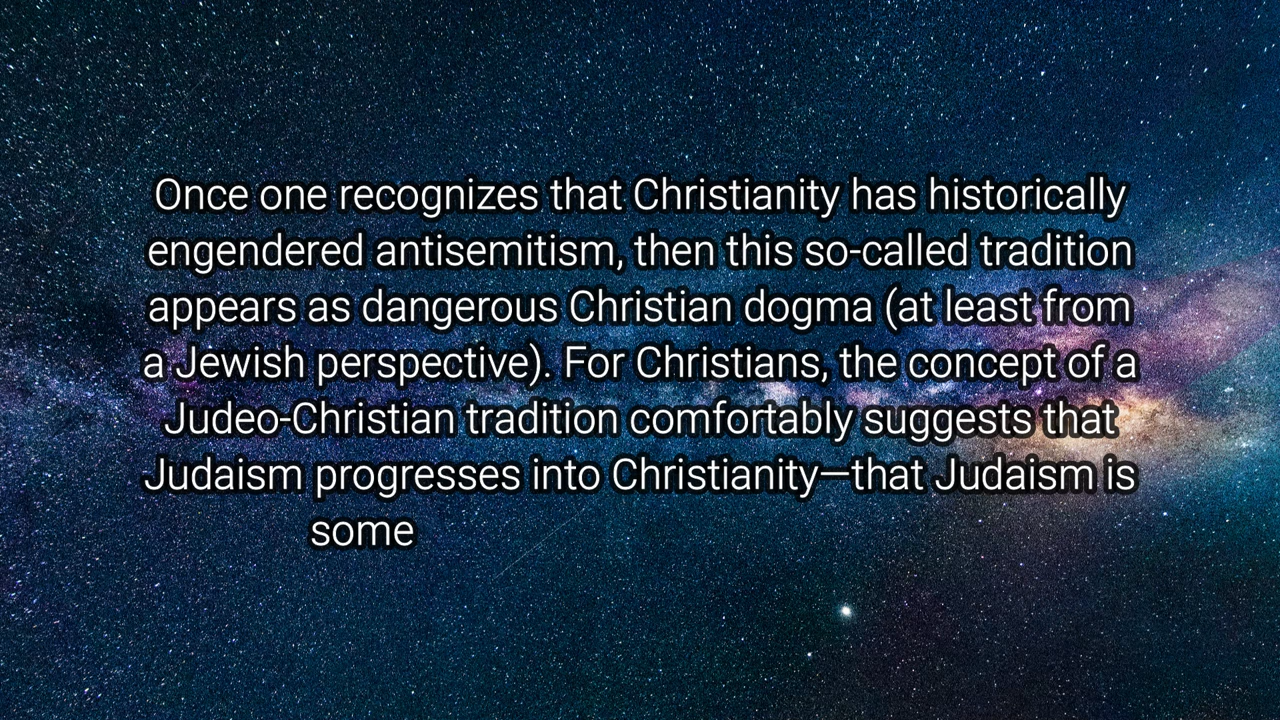 Once one recognizes that Christianity has historically
engendered antisemitism, then this so-called tradition
appears as dangerous Christian dogma (at least from
a Jewish perspective). For Christians, the concept of a
Judeo-Christian tradition comfortably suggests that
Judaism progresses into Christianity—that Judaism is
some